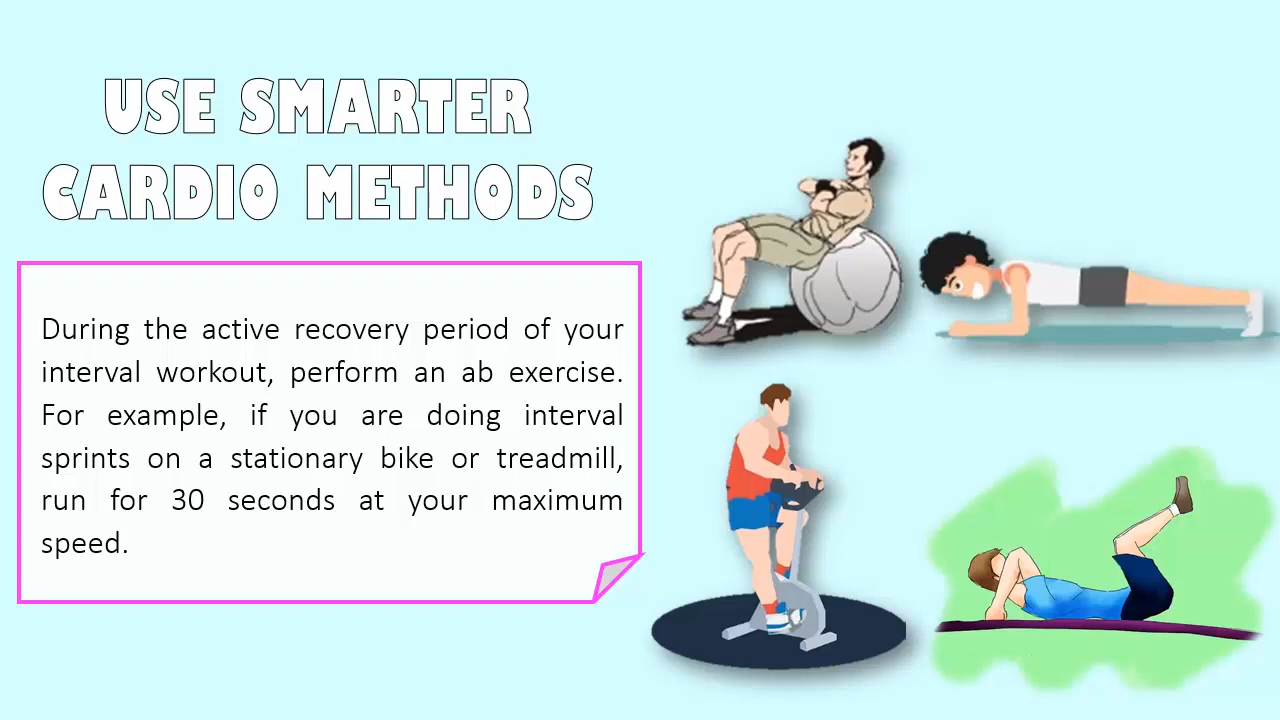 USE SMARTER
CARDIO METHODS
During the active recovery period of your
interval workout, perform an ab exercise.
For example, if you are doing interval
sprints on a stationary bike or treadmill,
run for 30 seconds at your maximum
speed.